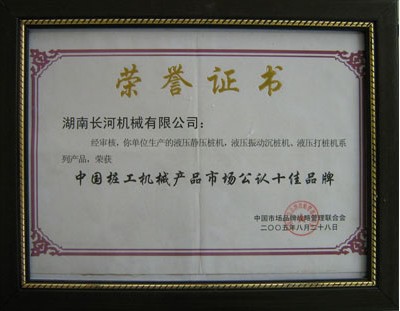 荣誉证书
湖南长河机械有限公司：
经审核，你单位生产的液压静压桩机，液压振动沉桩机、液压打桩机系
列产品，荣获
中国桩工机械产品市场公认十佳品牌
中国市场品牌战略管理联合会
二〇〇五年八月二十八日